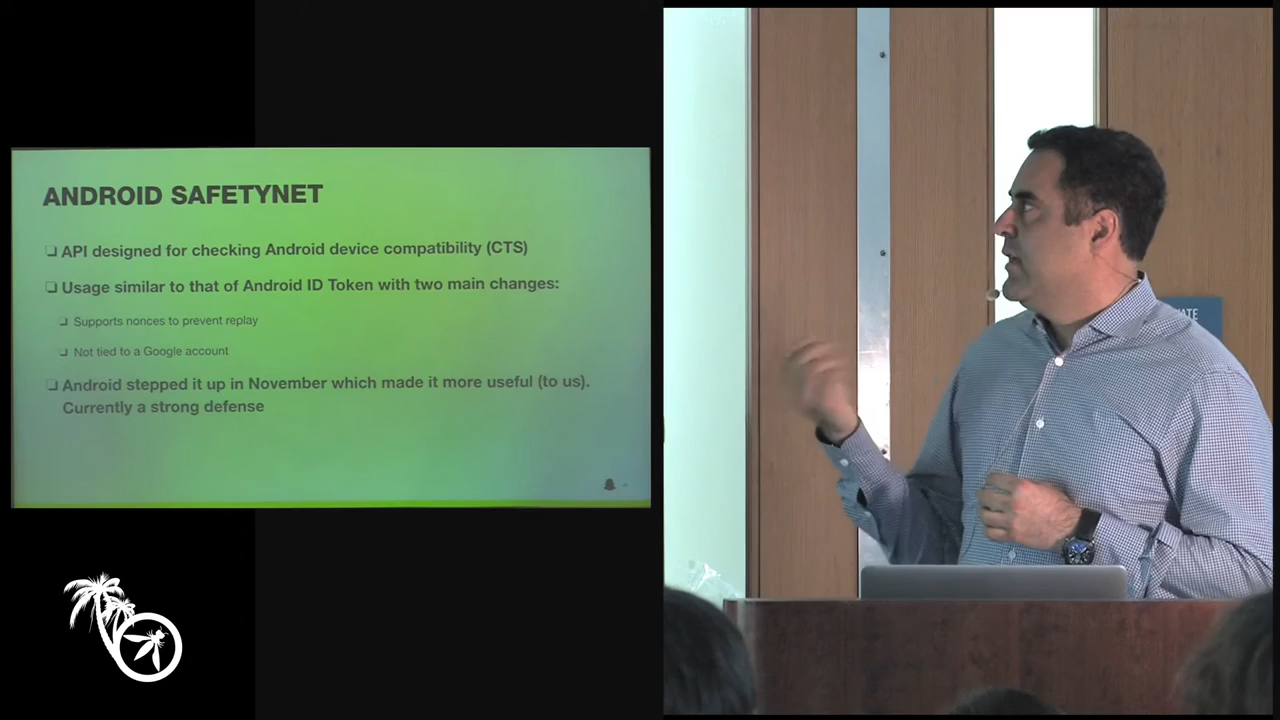 ANDROID SAFETYNET
API designed for checking Android device compatibility (CTS)
Usage similar to that of Android ID Token with two main changes:
Supports nonces to prevent replay
Not tied to a Google account
Android stepped it up in November which made it more useful (to us).
Currently a strong defense